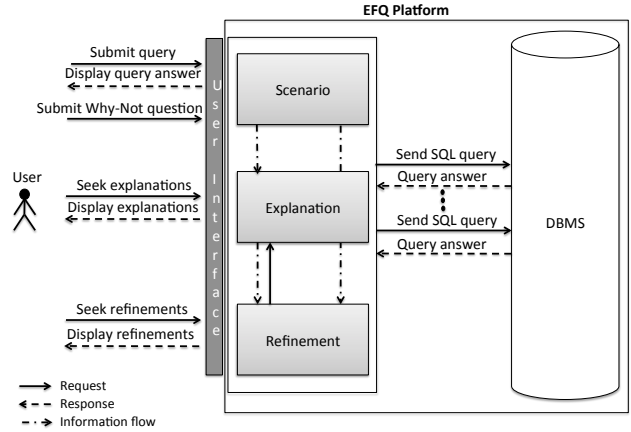 EFQ Platform
Submit query
Display query answer
Submit Why-Not question
User
Seek explanations
Display explanations
Seek refinements
Display refinements
User Interface
Scenario
Explanation
Refinement
Send SQL query
Query answer
Send SQL query
Query answer
DBMS
Request
Response
Information flow